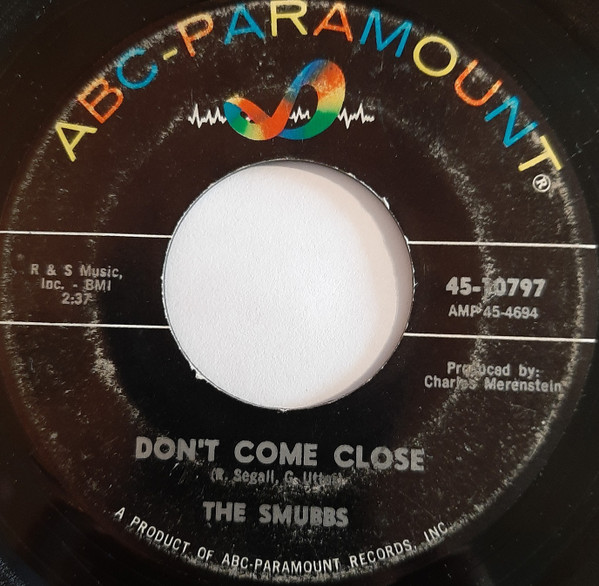 ABC-PARAMOUNT
®
R & S Music,
Inc. - BMI
2:37
45-10797
AMP 45-4694
Produced by:
Charles Merenstein
DON'T COME CLOSE
(R. Segall, G.
THE SMUBBS
A PRODUCT OF ABC-PARAMOUNT RECORDS, INC.